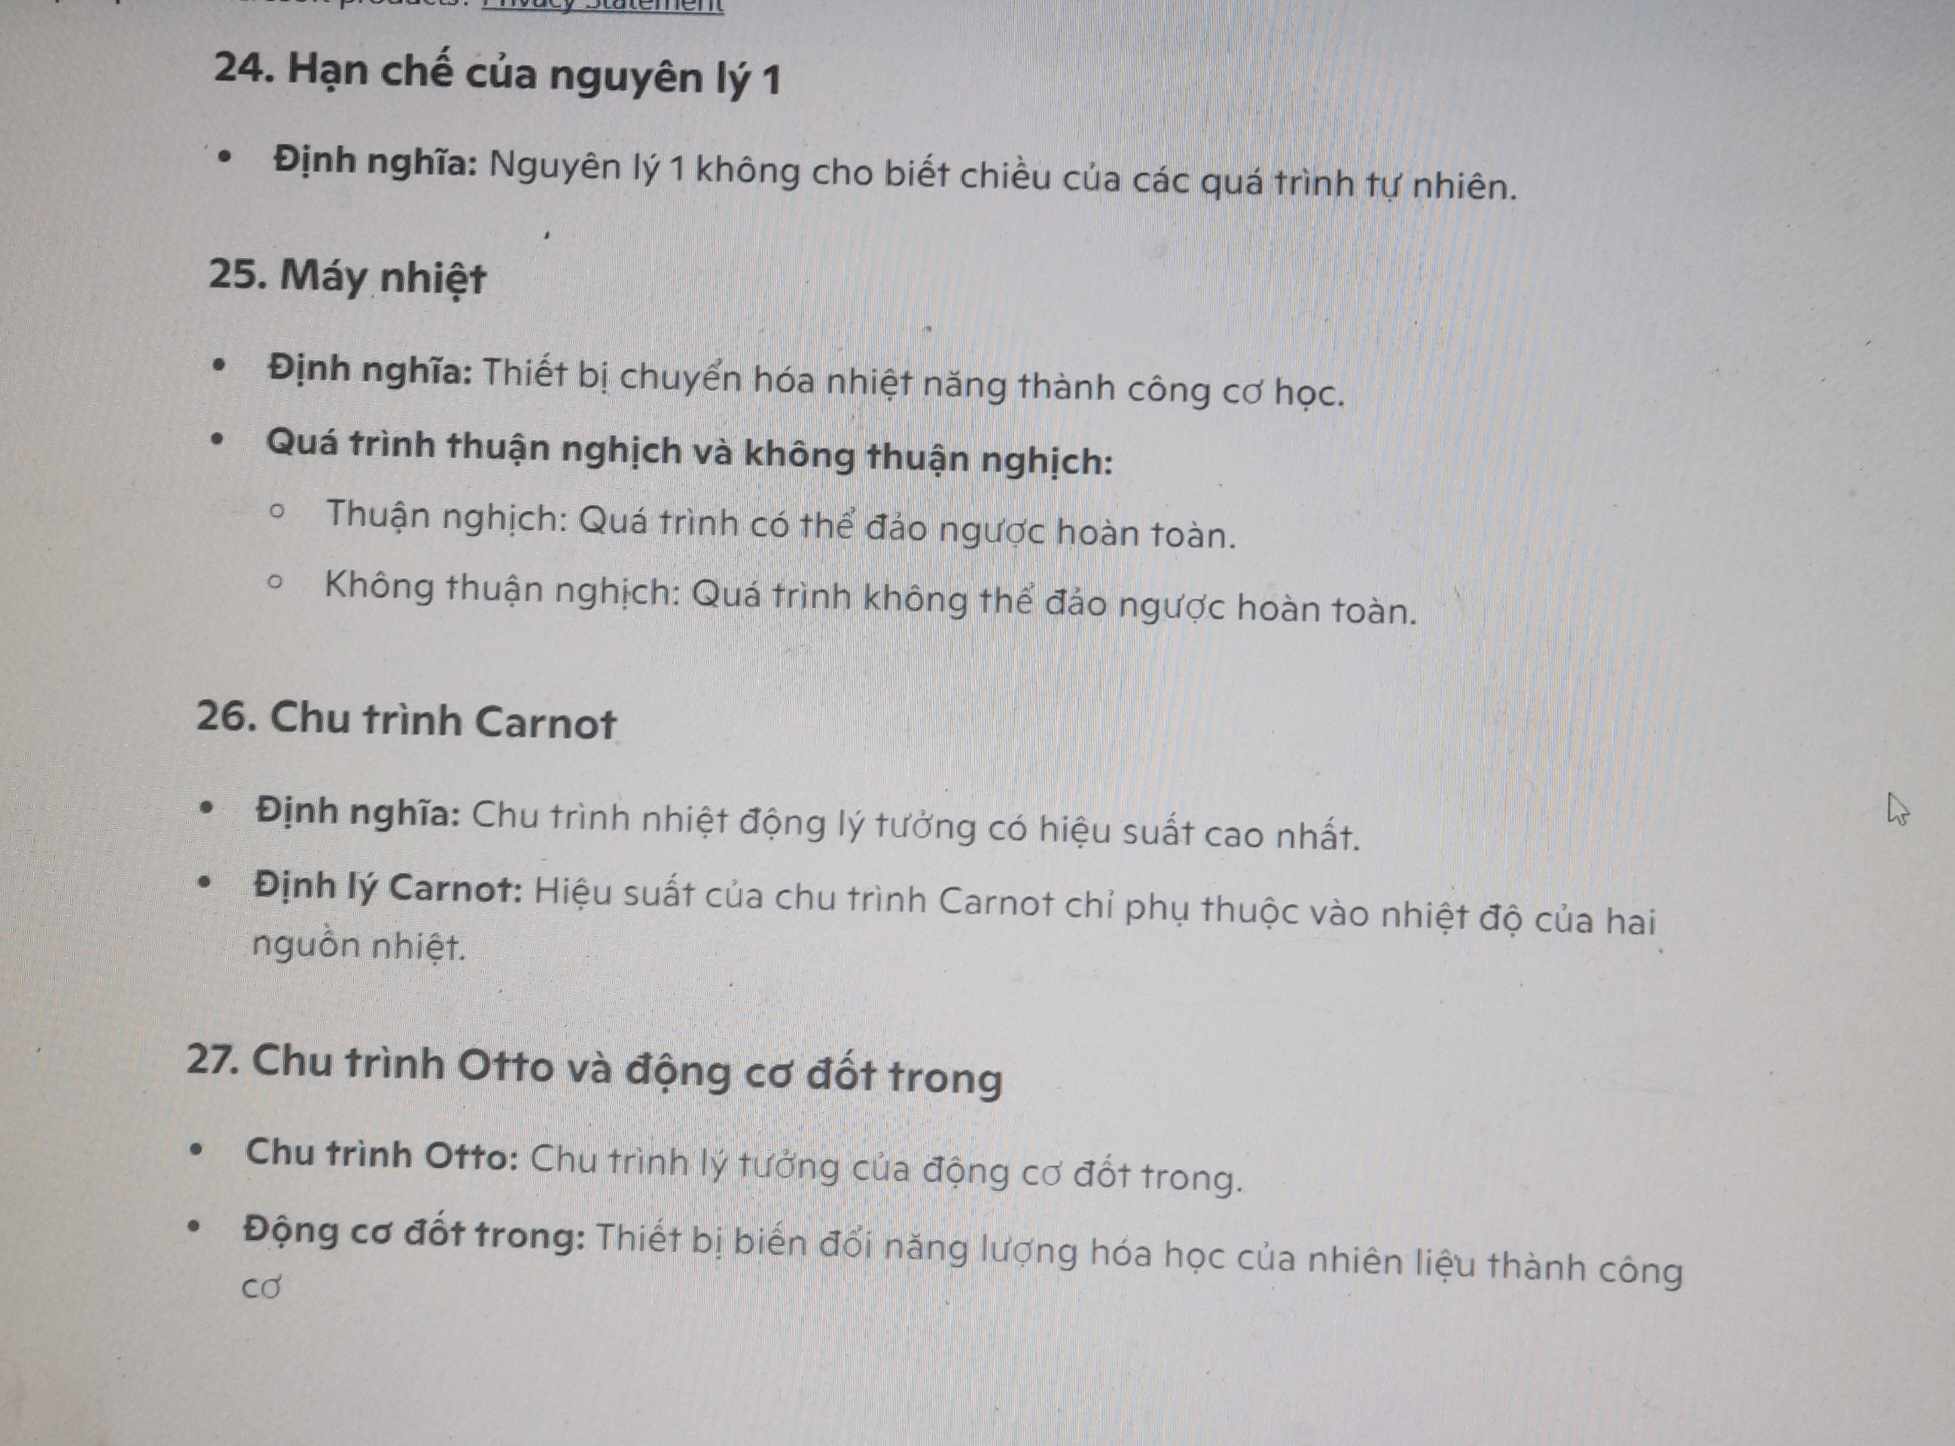 Privacy Statement
24. Hạn chế của nguyên lý 1
• Định nghĩa: Nguyên lý 1 không cho biết chiều của các quá trình tự nhiên.
25. Máy nhiệt
• Định nghĩa: Thiết bị chuyển hóa nhiệt năng thành công cơ học.
• Quá trình thuận nghịch và không thuận nghịch:
○ Thuận nghịch: Quá trình có thể đảo ngược hoàn toàn.
○ Không thuận nghịch: Quá trình không thể đảo ngược hoàn toàn.
26. Chu trình Carnot
• Định nghĩa: Chu trình nhiệt động lý tưởng có hiệu suất cao nhất.
• Định lý Carnot: Hiệu suất của chu trình Carnot chỉ phụ thuộc vào nhiệt độ của hai
nguồn nhiệt.
27. Chu trình Otto và động cơ đốt trong
• Chu trình Otto: Chu trình lý tưởng của động cơ đốt trong.
• Động cơ đốt trong: Thiết bị biến đổi năng lượng hóa học của nhiên liệu thành công
cơ